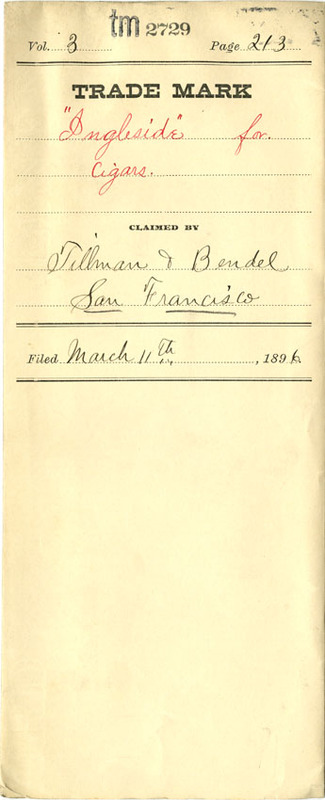 tm 2729
Vol. 3 Page 213
TRADE MARK
"Ingleside" for
Cigars.
CLAIMED BY
Tillman & Bendel
San Francisco
Filed March 11th, 1896